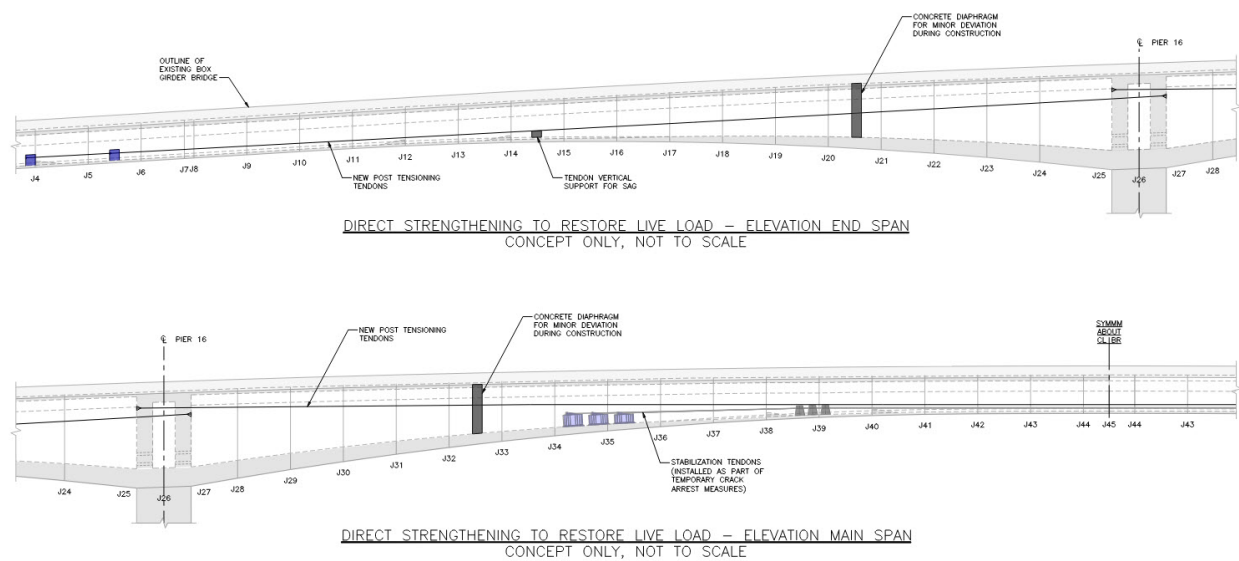 CONCRETE DIAPHRAGM
FOR MINOR DEVIATION
DURING CONSTRUCTION
℄ PIER 16
OUTLINE OF
EXISTING BOX
GIRDER BRIDGE
J4 J5 J6 J7J8 J9 J10 J11 J12 J13 J14 J15 J16 J17 J18 J19 J20 J21 J22 J23 J24 J25 J26 J27 J28
NEW POST TENSIONING
TENDONS
TENDON VERTICAL
SUPPORT FOR SAG
DIRECT STRENGTHENING TO RESTORE LIVE LOAD – ELEVATION END SPAN
CONCEPT ONLY, NOT TO SCALE
℄ PIER 16
NEW POST TENSIONING
TENDONS
CONCRETE DIAPHRAGM
FOR MINOR DEVIATION
DURING CONSTRUCTION
SYMMM
ABOUT
CL IBR
J24 J25 J26 J27 J28 J29 J30 J31 J32 J33 J34 J35 J36 J37 J38 J39 J40 J41 J42 J43 J44 J45 J44 J43
STABILIZATION TENDONS
(INSTALLED AS PART OF
TEMPORARY CRACK
ARREST MEASURES)
DIRECT STRENGTHENING TO RESTORE LIVE LOAD – ELEVATION MAIN SPAN
CONCEPT ONLY, NOT TO SCALE